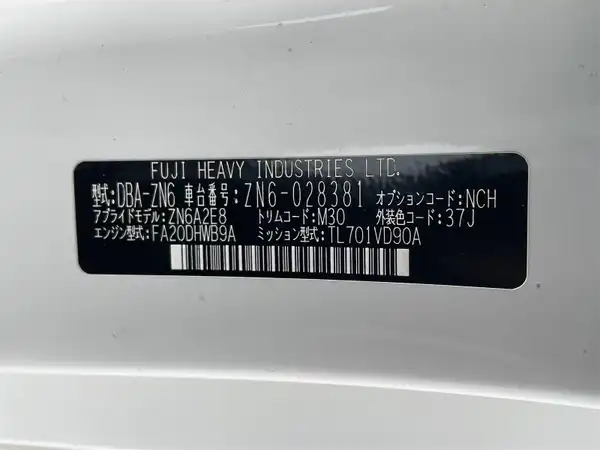 FUJI HEAVY INDUSTRIES LTD.
型式:DBA-ZN6 車台番号:ZN6-028381 オプションコード:NCH
アプライドモデル:ZN6A2E8 トリムコード:M30 外装色コード:37J
エンジン型式:FA20DHWB9A ミッション型式:TL701VD90A